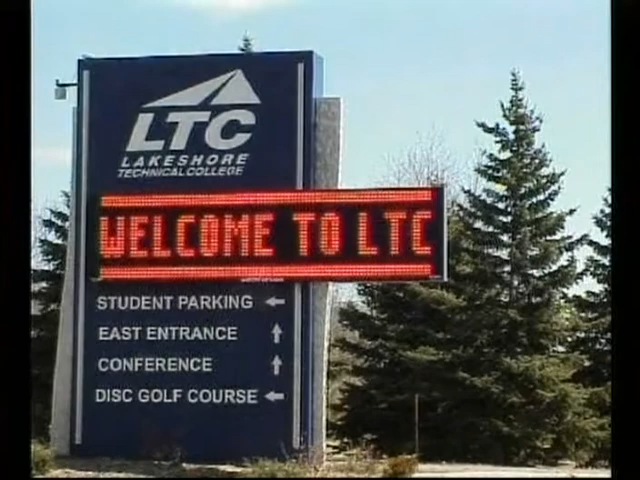 LTC
LAKESHORE
TECHNICAL COLLEGE
WELCOME TO LTC
STUDENT PARKING ←
EAST ENTRANCE ↑
CONFERENCE ↑
DISC GOLF COURSE ←